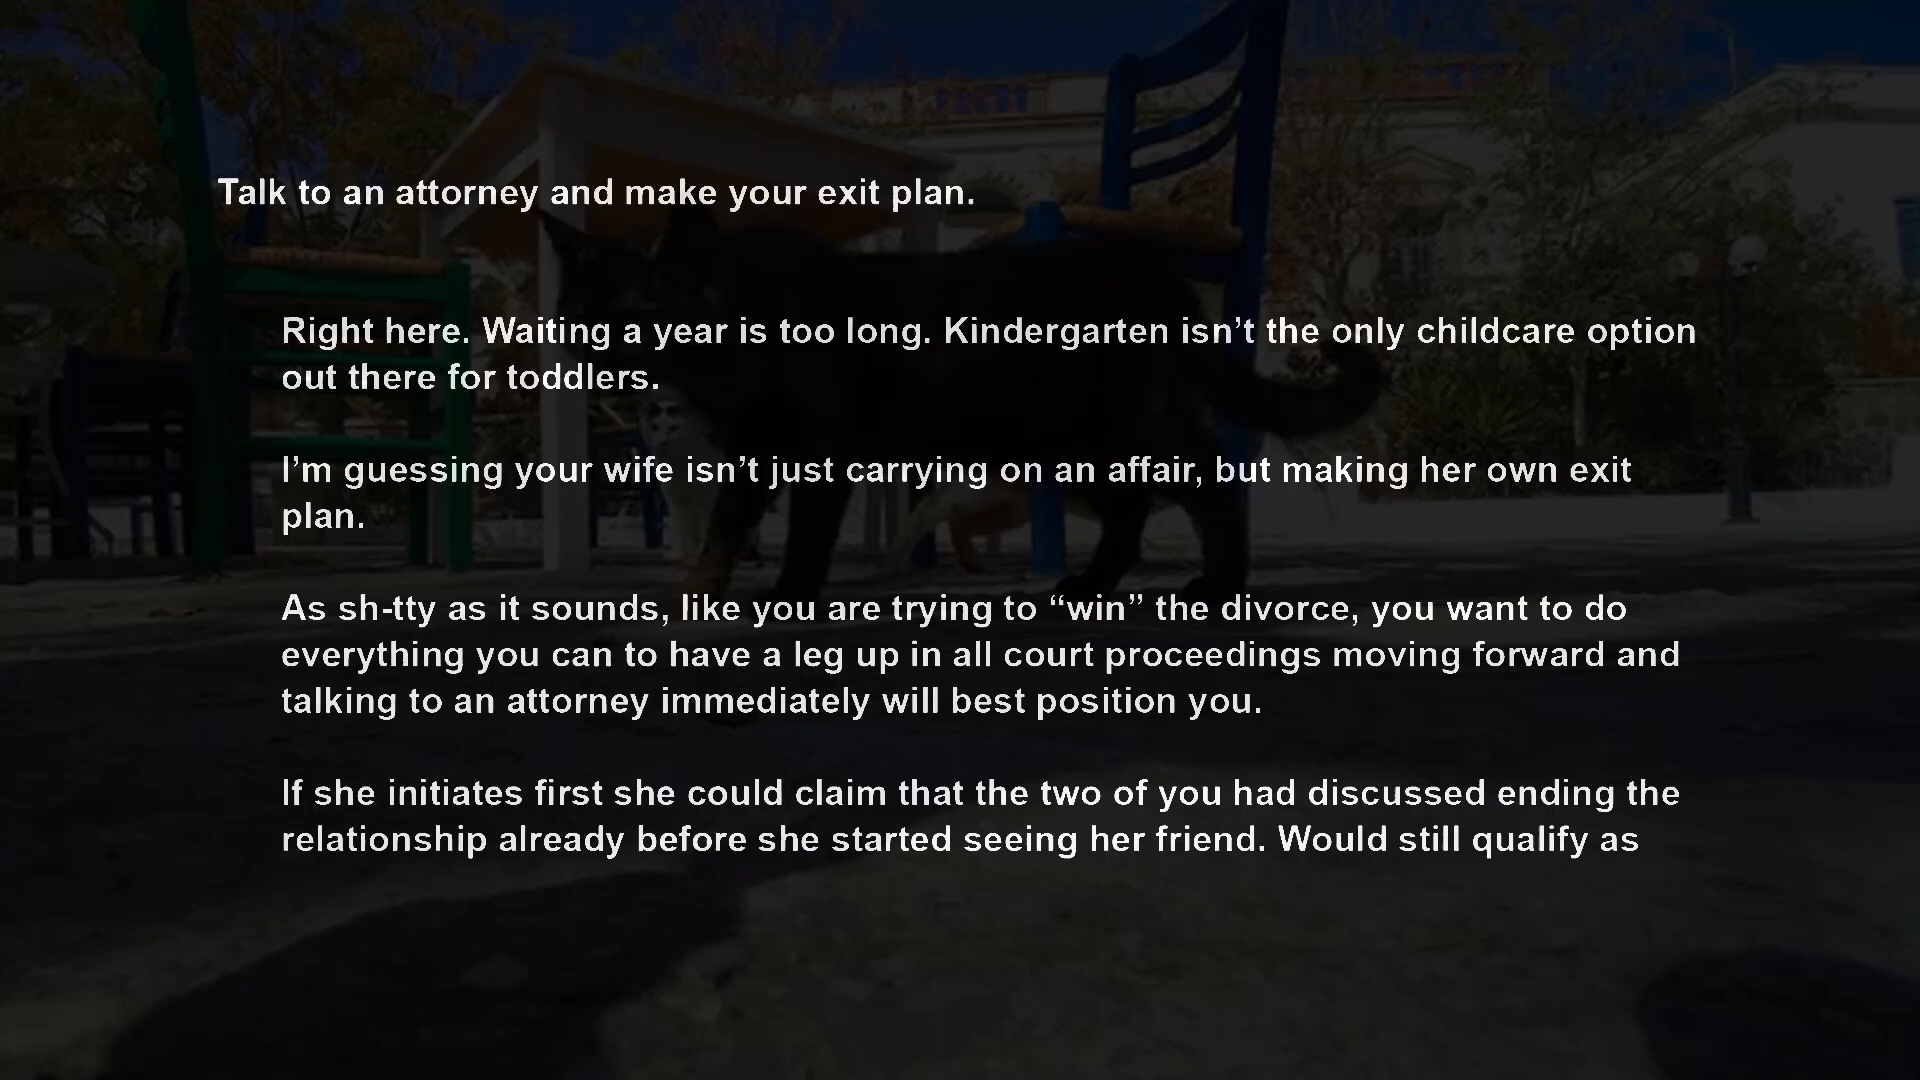 Talk to an attorney and make your exit plan.
Right here. Waiting a year is too long. Kindergarten isn’t the only childcare option
out there for toddlers.
I’m guessing your wife isn’t just carrying on an affair, but making her own exit
plan.
As sh-tty as it sounds, like you are trying to “win” the divorce, you want to do
everything you can to have a leg up in all court proceedings moving forward and
talking to an attorney immediately will best position you.
If she initiates first she could claim that the two of you had discussed ending the
relationship already before she started seeing her friend. Would still qualify as